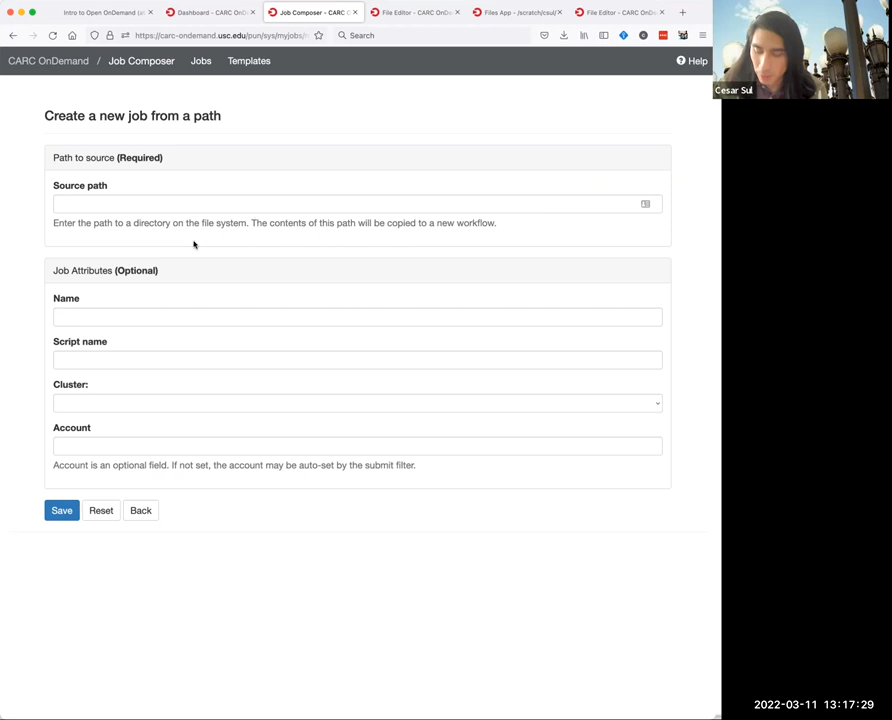 Intro to Open OnDemand (
Dashboard - CARC OnD
Job Composer - CARC O
File Editor - CARC OnDe
Files App - /scratch/csul/
File Editor - CARC OnDe
https://carc-ondemand.usc.edu/pun/sys/myjobs/
Search
CARC OnDemand / Job Composer Jobs Templates Help
Cesar Sul
Create a new job from a path
Path to source (Required)
Source path
Enter the path to a directory on the file system. The contents of this path will be copied to a new workflow.
Job Attributes (Optional)
Name
Script name
Cluster:
Account
Account is an optional field. If not set, the account may be auto-set by the submit filter.
Save Reset Back
2022-03-11 13:17:29